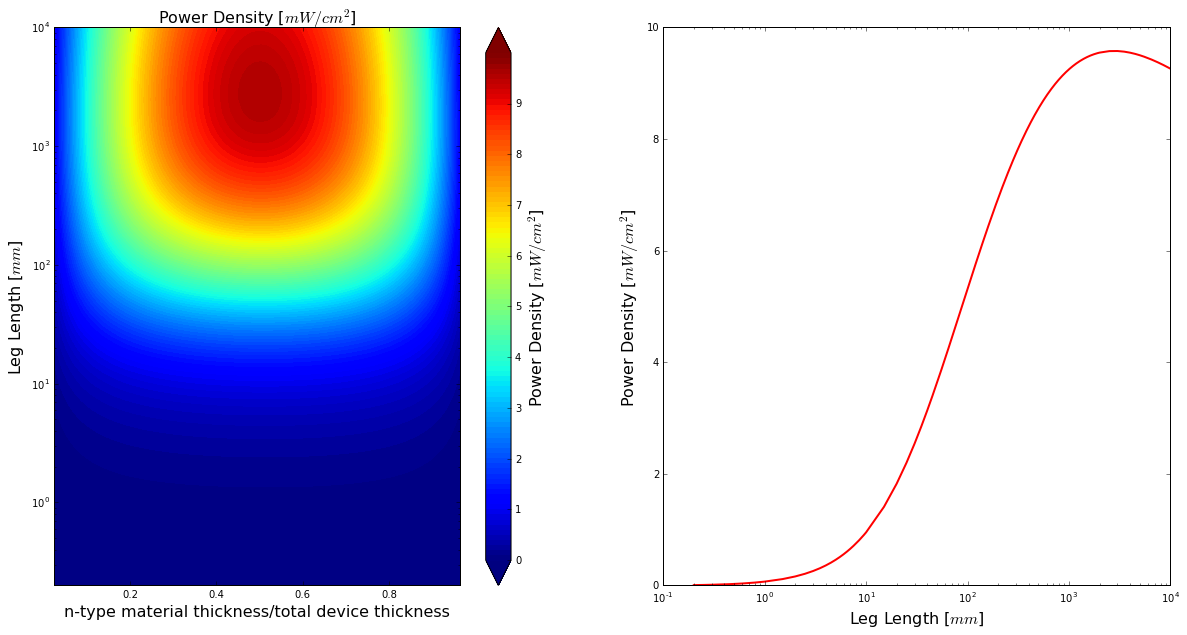 Power Density [mW/cm²]
10⁴
10³
10²
10¹
10⁰
Leg Length [mm]
0.2 0.4 0.6 0.8
n-type material thickness/total device thickness
9
8
7
6
5
4
3
2
1
0
Power Density [mW/cm²]
10
8
6
4
2
0
Power Density [mW/cm²]
10⁻¹ 10⁰ 10¹ 10² 10³ 10⁴
Leg Length [mm]